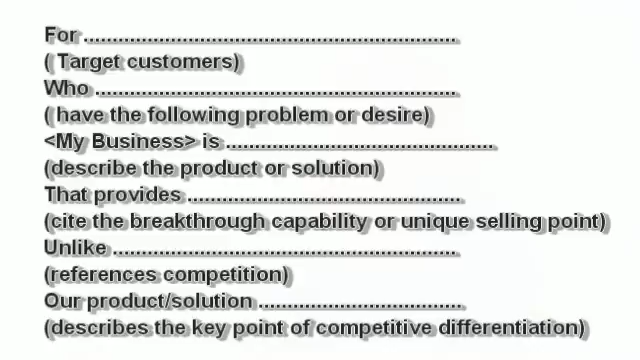 For ................................................................
( Target customers)
Who ..............................................................
( have the following problem or desire)
<My Business> is ..............................................
(describe the product or solution)
That provides ...............................................
(cite the breakthrough capability or unique selling point)
Unlike ...........................................................
(references competition)
Our product/solution ...................................
(describes the key point of competitive differentiation)